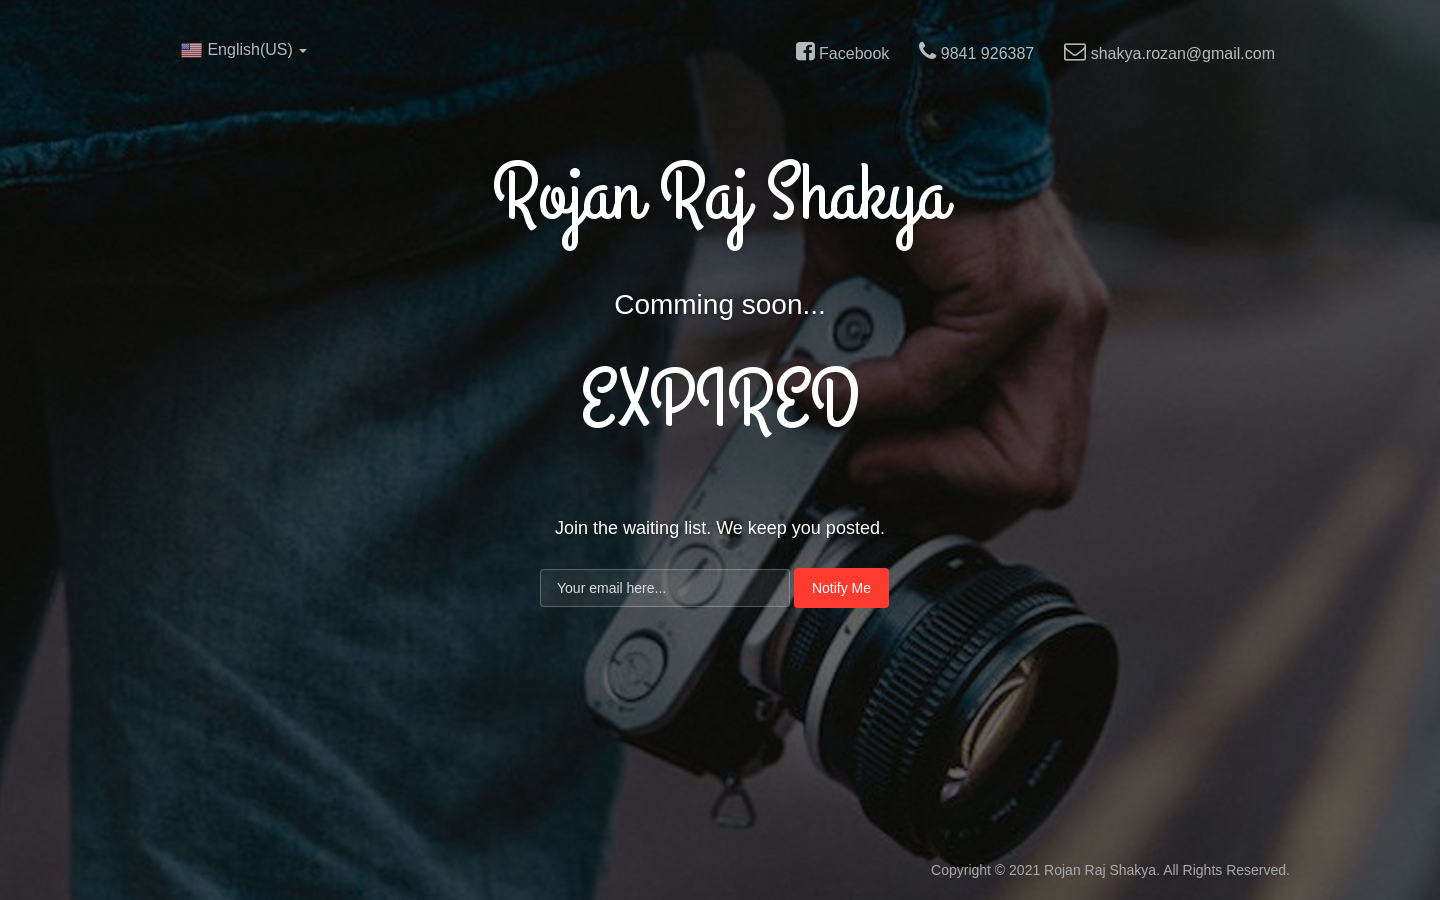 English(US)
Facebook
9841 926387
shakya.rozan@gmail.com
Rojan Raj Shakya
Comming soon...
EXPIRED
Join the waiting list. We keep you posted.
Your email here...
Notify Me
Copyright © 2021 Rojan Raj Shakya. All Rights Reserved.